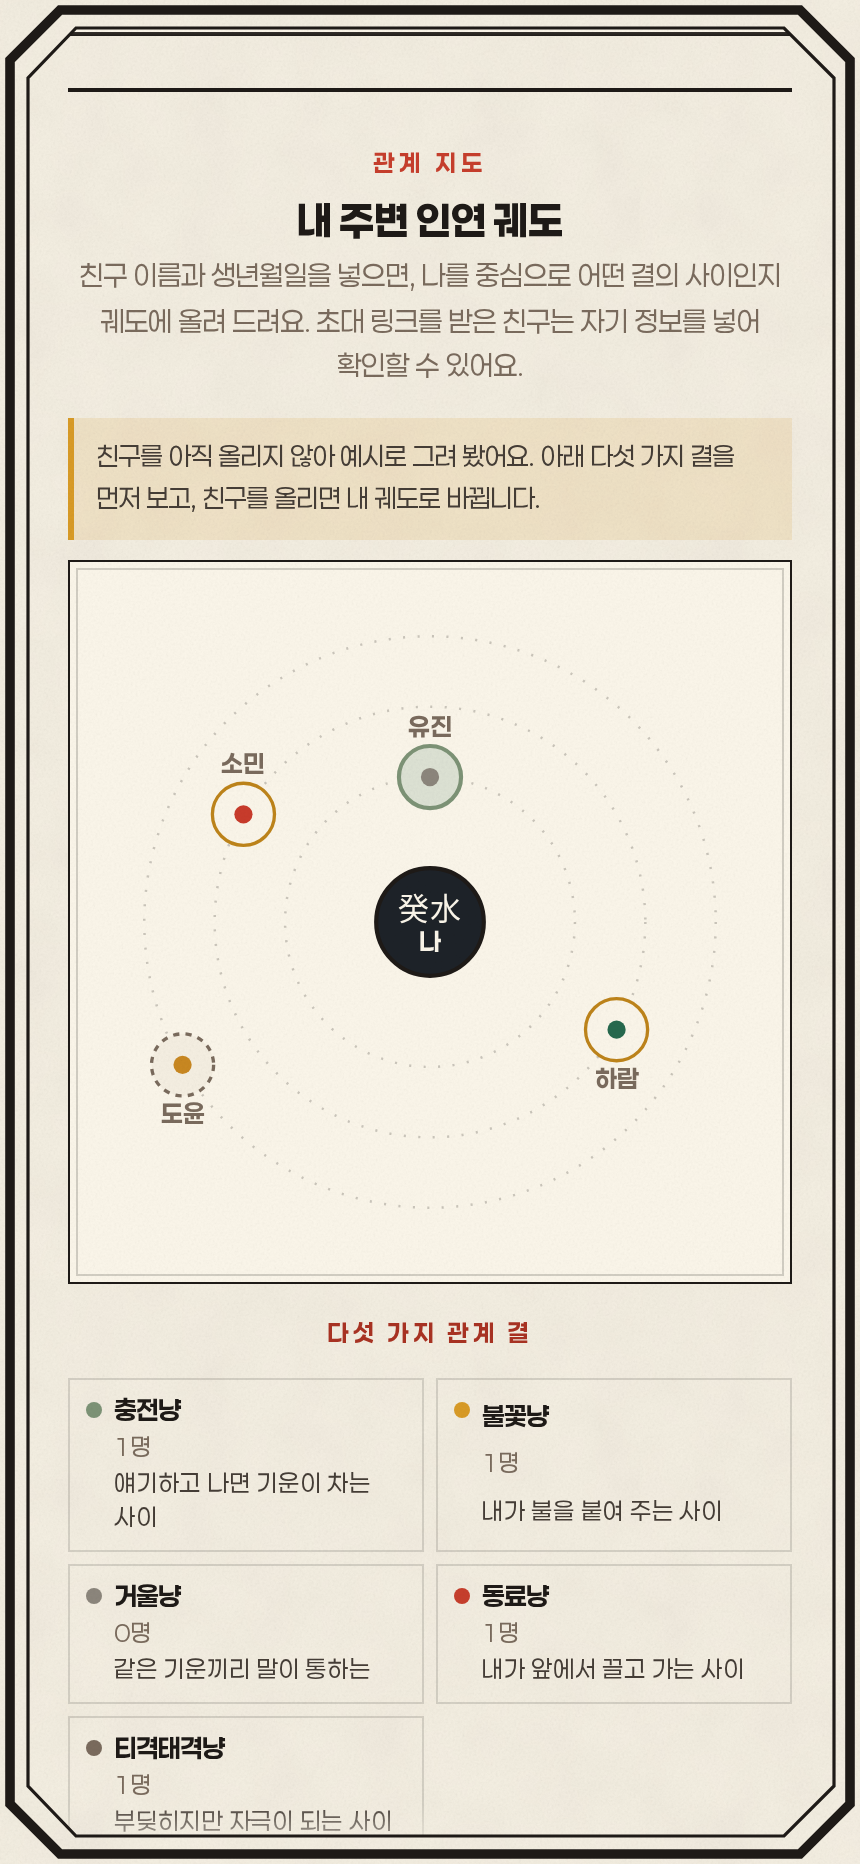 관계 지도
내 주변 인연 궤도
친구 이름과 생년월일을 넣으면, 나를 중심으로 어떤 결의 사이인지
궤도에 올려 드려요. 초대 링크를 받은 친구는 자기 정보를 넣어
확인할 수 있어요.
친구를 아직 올리지 않아 예시로 그려 봤어요. 아래 다섯 가지 결을
먼저 보고, 친구를 올리면 내 궤도로 바뀝니다.
유진
소민
癸水
나
하람
도윤
다섯 가지 관계 결
충전냥
1명
얘기하고 나면 기운이 차는
사이
불꽃냥
1명
내가 불을 붙여 주는 사이
거울냥
0명
같은 기운끼리 말이 통하는
동료냥
1명
내가 앞에서 끌고 가는 사이
티격태격냥
1명
부딪히지만 자극이 되는 사이